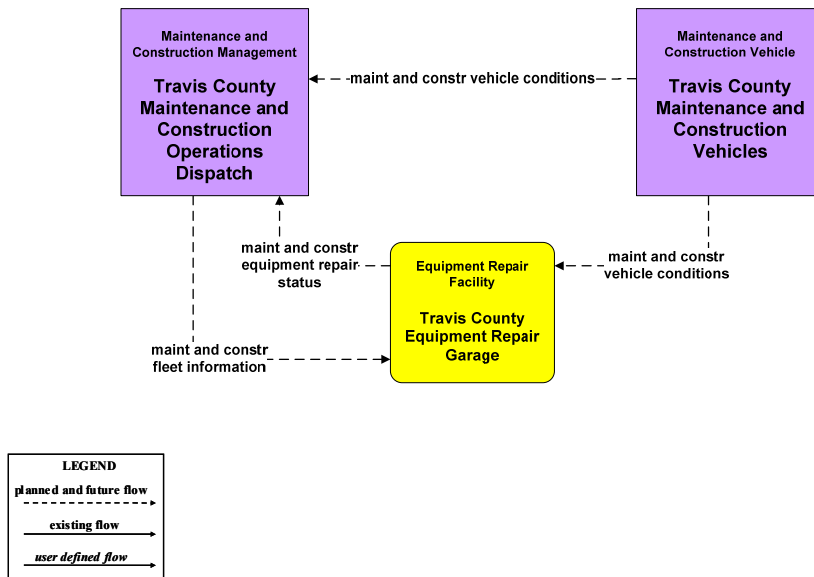 Maintenance and
Construction Management
Travis County
Maintenance and
Construction
Operations
Dispatch
maint and constr vehicle conditions
Maintenance and
Construction Vehicle
Travis County
Maintenance and
Construction
Vehicles
maint and constr
equipment repair
status
Equipment Repair
Facility
Travis County
Equipment Repair
Garage
maint and constr
vehicle conditions
maint and constr
fleet information
LEGEND
planned and future flow
existing flow
user defined flow